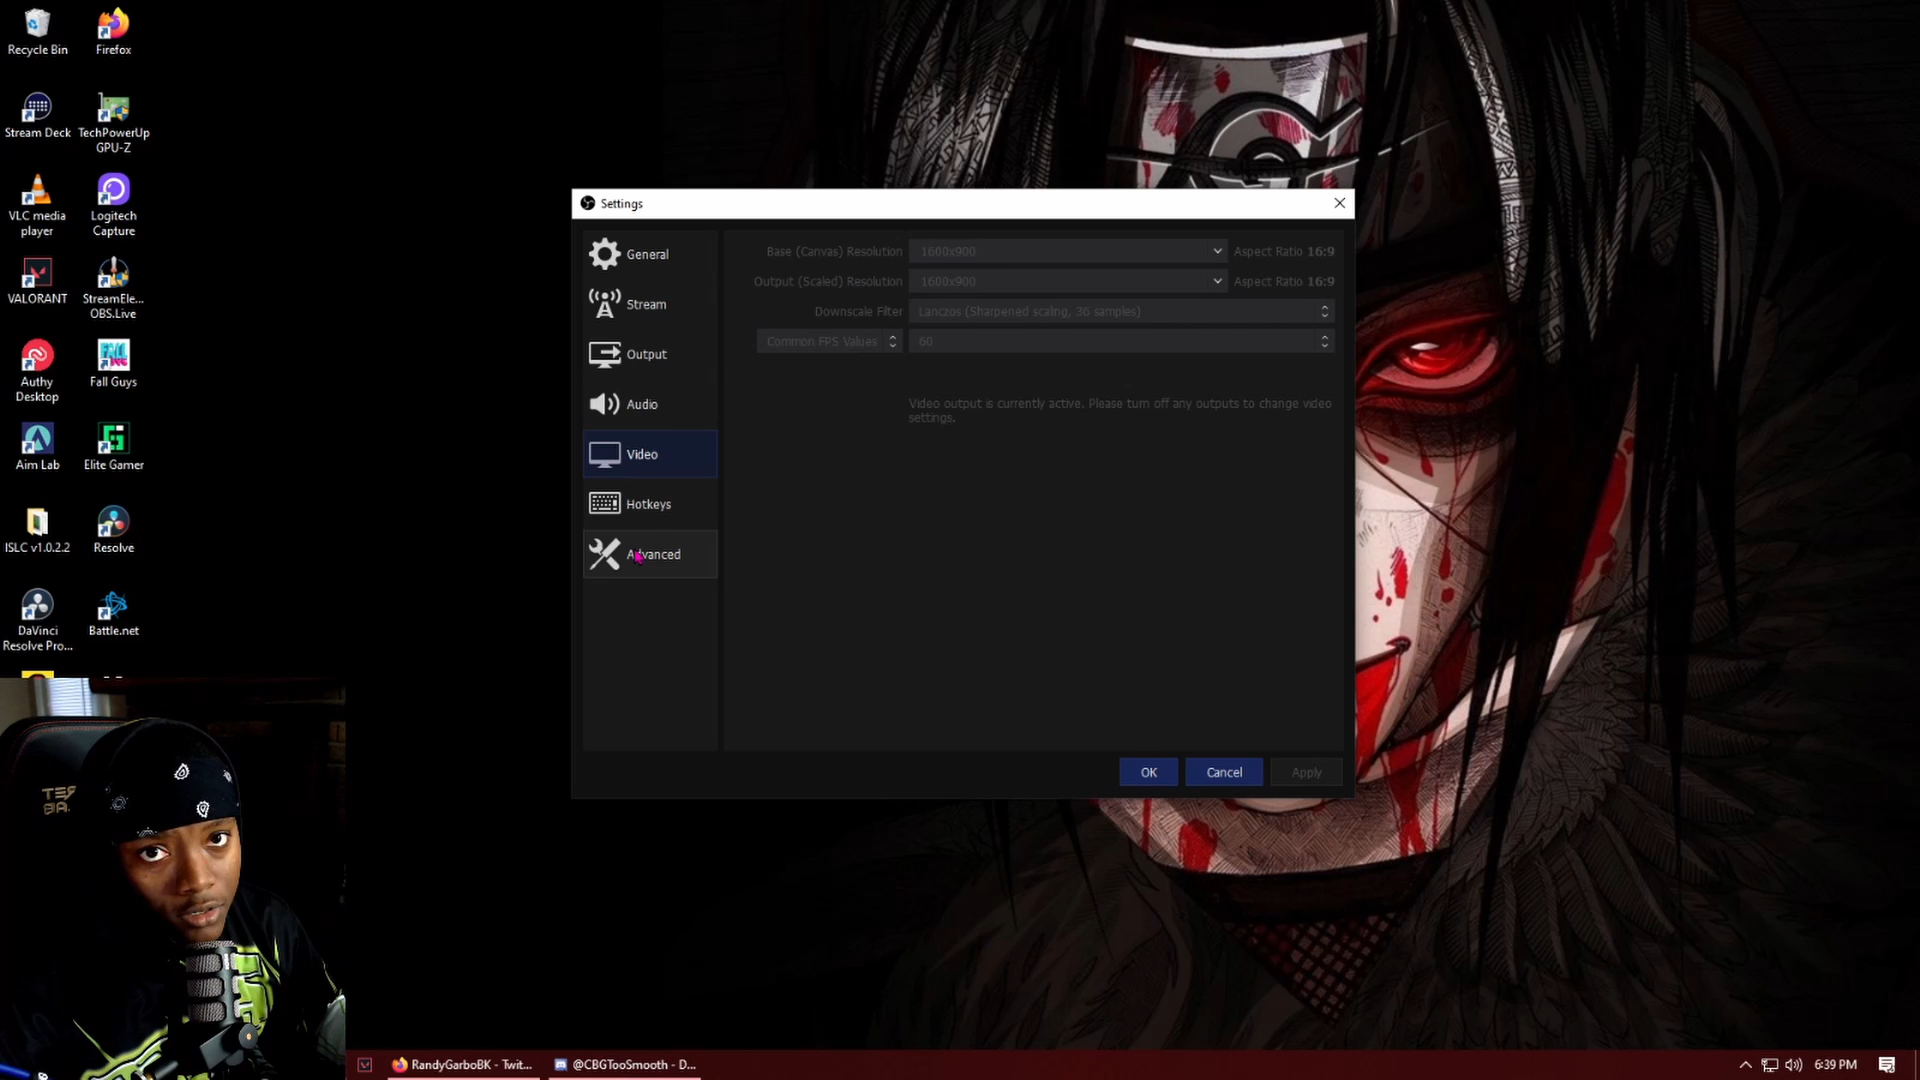 Recycle Bin
Firefox
Stream Deck
TechPowerUp
GPU-Z
VLC media
player
Logitech
Capture
VALORANT
StreamEle...
OBS.Live
Authy
Desktop
Fall Guys
Aim Lab
Elite Gamer
ISLC v1.0.2.2
Resolve
DaVinci
Resolve Pro...
Battle.net
Settings
General
Stream
Output
Audio
Video
Hotkeys
Advanced
Base (Canvas) Resolution
1600x900
Aspect Ratio 16:9
Output (Scaled) Resolution
1600x900
Aspect Ratio 16:9
Downscale Filter
Lanczos (Sharpened scaling, 36 samples)
Common FPS Values
60
Video output is currently active. Please turn off any outputs to change video
settings.
OK
Cancel
Apply
RandyGarboBK - Twit...
@CBGTooSmooth - D...
6:39 PM